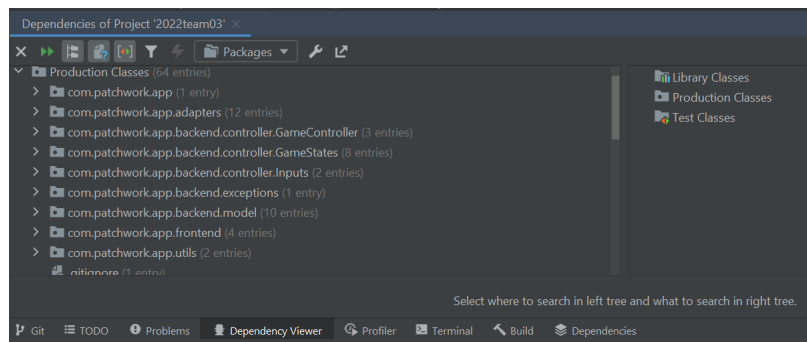 Dependencies of Project '2022team03'
Packages
Production Classes (64 entries)
com.patchwork.app (1 entry)
com.patchwork.app.adapters (12 entries)
com.patchwork.app.backend.controller.GameController (3 entries)
com.patchwork.app.backend.controller.GameStates (8 entries)
com.patchwork.app.backend.controller.Inputs (2 entries)
com.patchwork.app.backend.exceptions (1 entry)
com.patchwork.app.backend.model (10 entries)
com.patchwork.app.frontend (4 entries)
com.patchwork.app.utils (2 entries)
.gitignore (1 entry)
Library Classes
Production Classes
Test Classes
Select where to search in left tree and what to search in right tree.
Git TODO Problems Dependency Viewer Profiler Terminal Build Dependencies